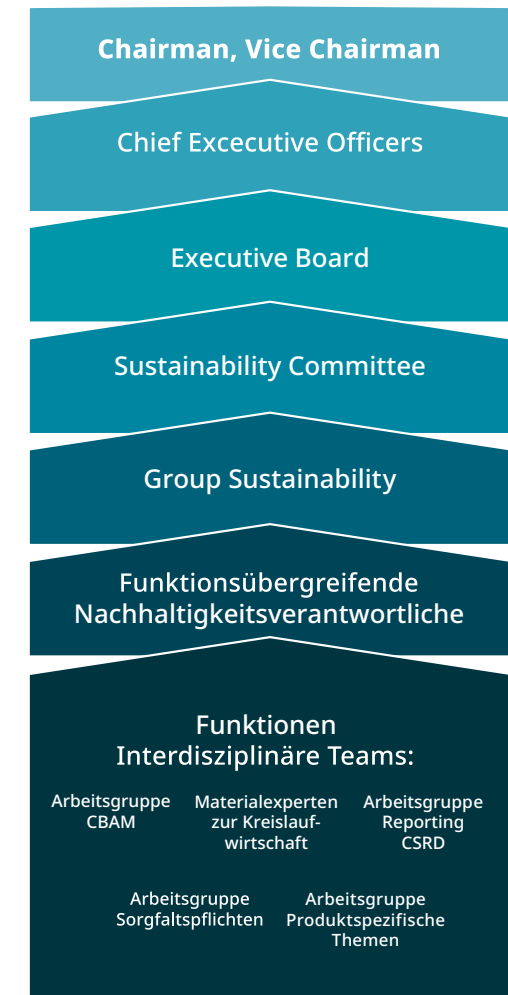 Chairman, Vice Chairman
Chief Excecutive Officers
Executive Board
Sustainability Committee
Group Sustainability
Funktionsübergreifende
Nachhaltigkeitsverantwortliche
Funktionen
Interdisziplinäre Teams:
Arbeitsgruppe
CBAM
Materialexperten
zur Kreislauf-
wirtschaft
Arbeitsgruppe
Reporting
CSRD
Arbeitsgruppe
Sorgfaltspflichten
Arbeitsgruppe
Produktspezifische
Themen